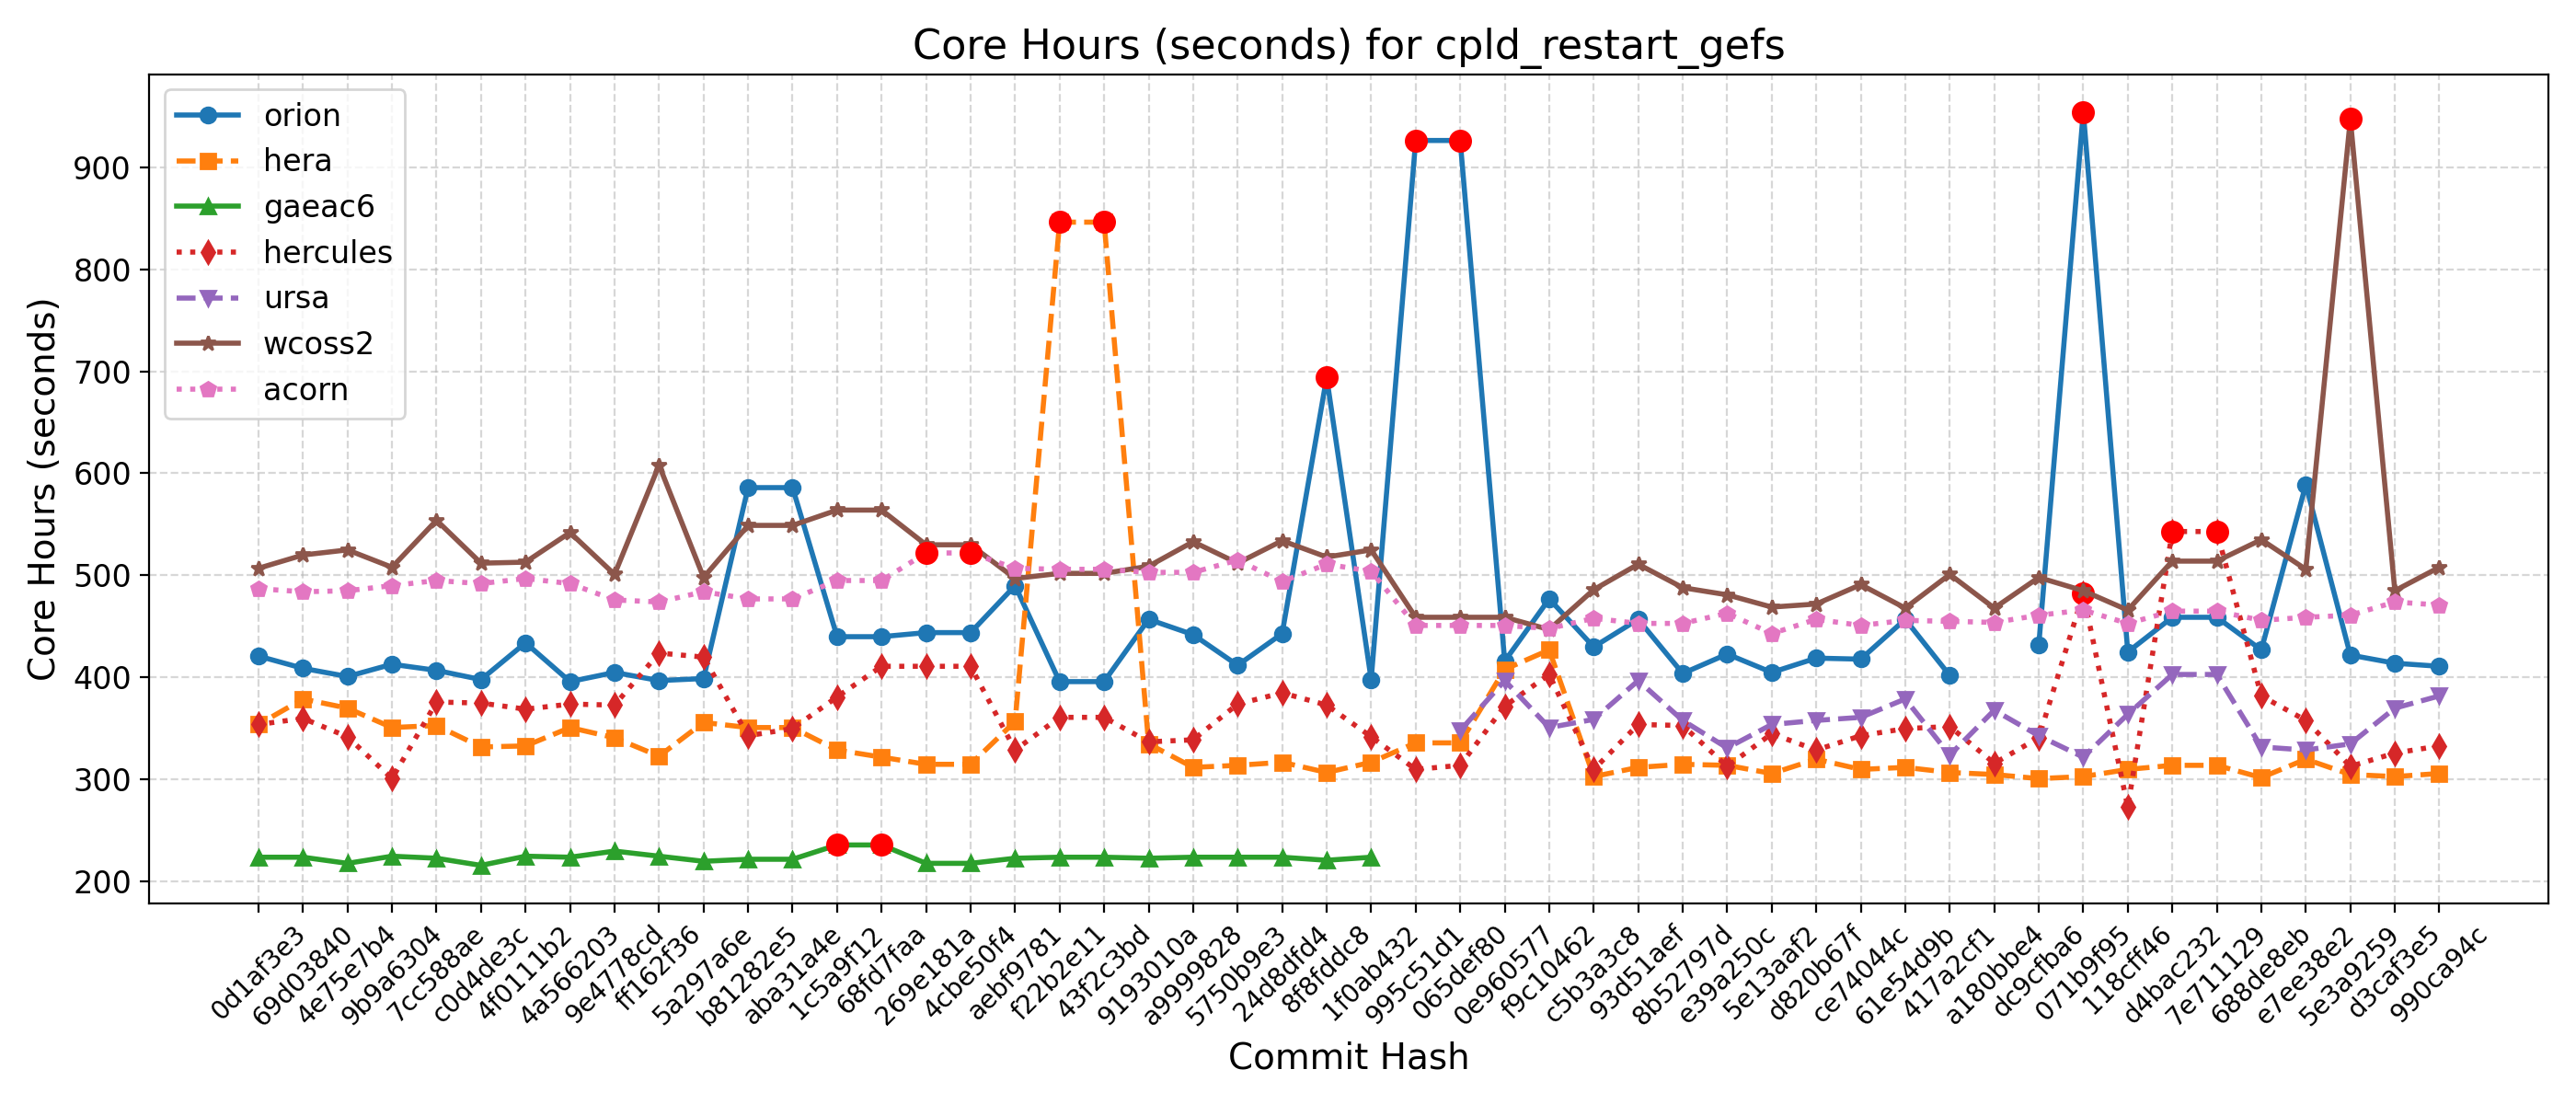 Core Hours (seconds) for cpld_restart_gefs
Core Hours (seconds)
900
800
700
600
500
400
300
200
orion
hera
gaeac6
hercules
ursa
wcoss2
acorn
0d1af3e3
69d03840
4e75e7b4
9b9a6304
7cc588ae
c0d4de3c
4f0111b2
4a566203
9e4778cd
ff162f36
5a297a6e
b81282e5
aba31a4e
1c5a9f12
68fd7faa
269e181a
4cbe50f4
aebf9781
f22b2e11
43f2c3bd
9193010a
a9999828
5750b9e3
24d8dfd4
8f8fddc8
1f0ab432
995c51d1
065def80
0e960577
f9c10462
c5b3a3c8
93d51aef
8b52797d
e39a250c
5e13aaf2
d820b67f
ce74044c
61e54d9b
417a2cf1
a180bbe4
dc9cfba6
071b9f95
118cff46
d4bac232
7e711129
688de8eb
e7ee38e2
5e3a9259
d3caf3e5
990ca94c
Commit Hash